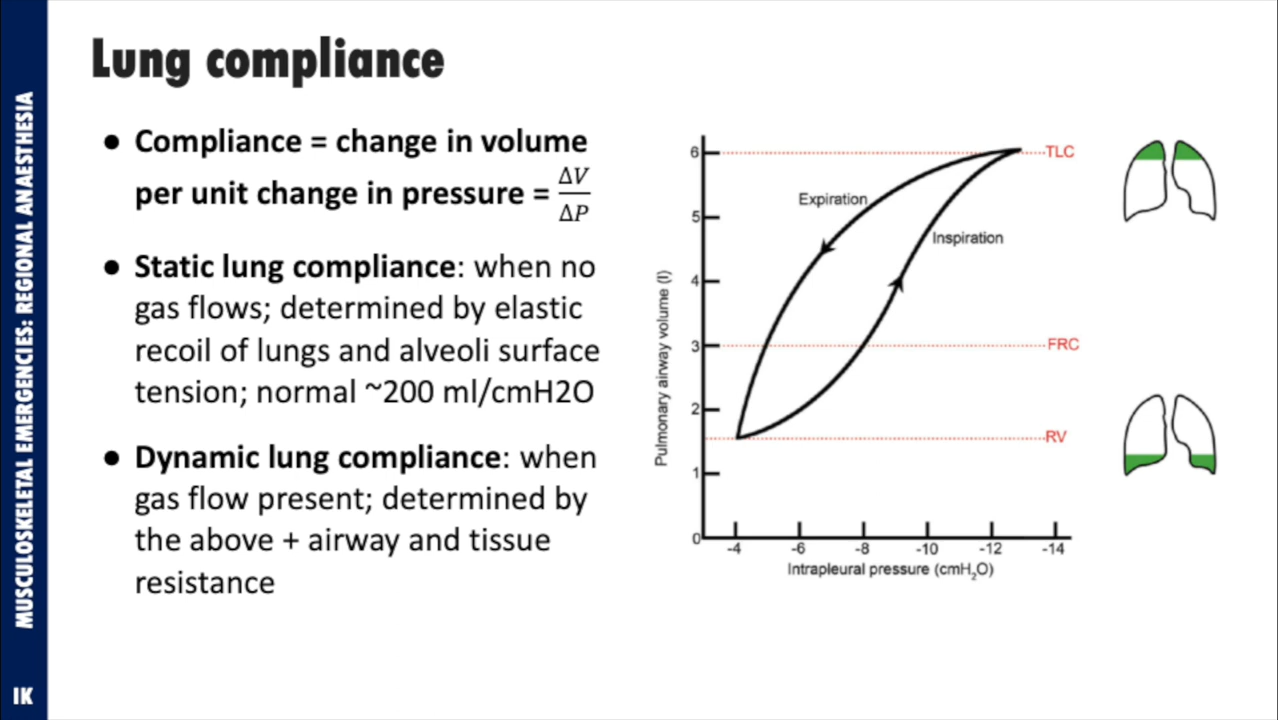 MUSCULOSKELETAL EMERGENCIES: REGIONAL ANAESTHESIA
IK
Lung compliance
● Compliance = change in volume
per unit change in pressure = ΔV/ΔP
● Static lung compliance: when no
gas flows; determined by elastic
recoil of lungs and alveoli surface
tension; normal ~200 ml/cmH2O
● Dynamic lung compliance: when
gas flow present; determined by
the above + airway and tissue
resistance
Pulmonary airway volume (l)
6
5
4
3
2
1
0
Expiration
Inspiration
TLC
FRC
RV
-4 -6 -8 -10 -12 -14
Intrapleural pressure (cmH₂O)